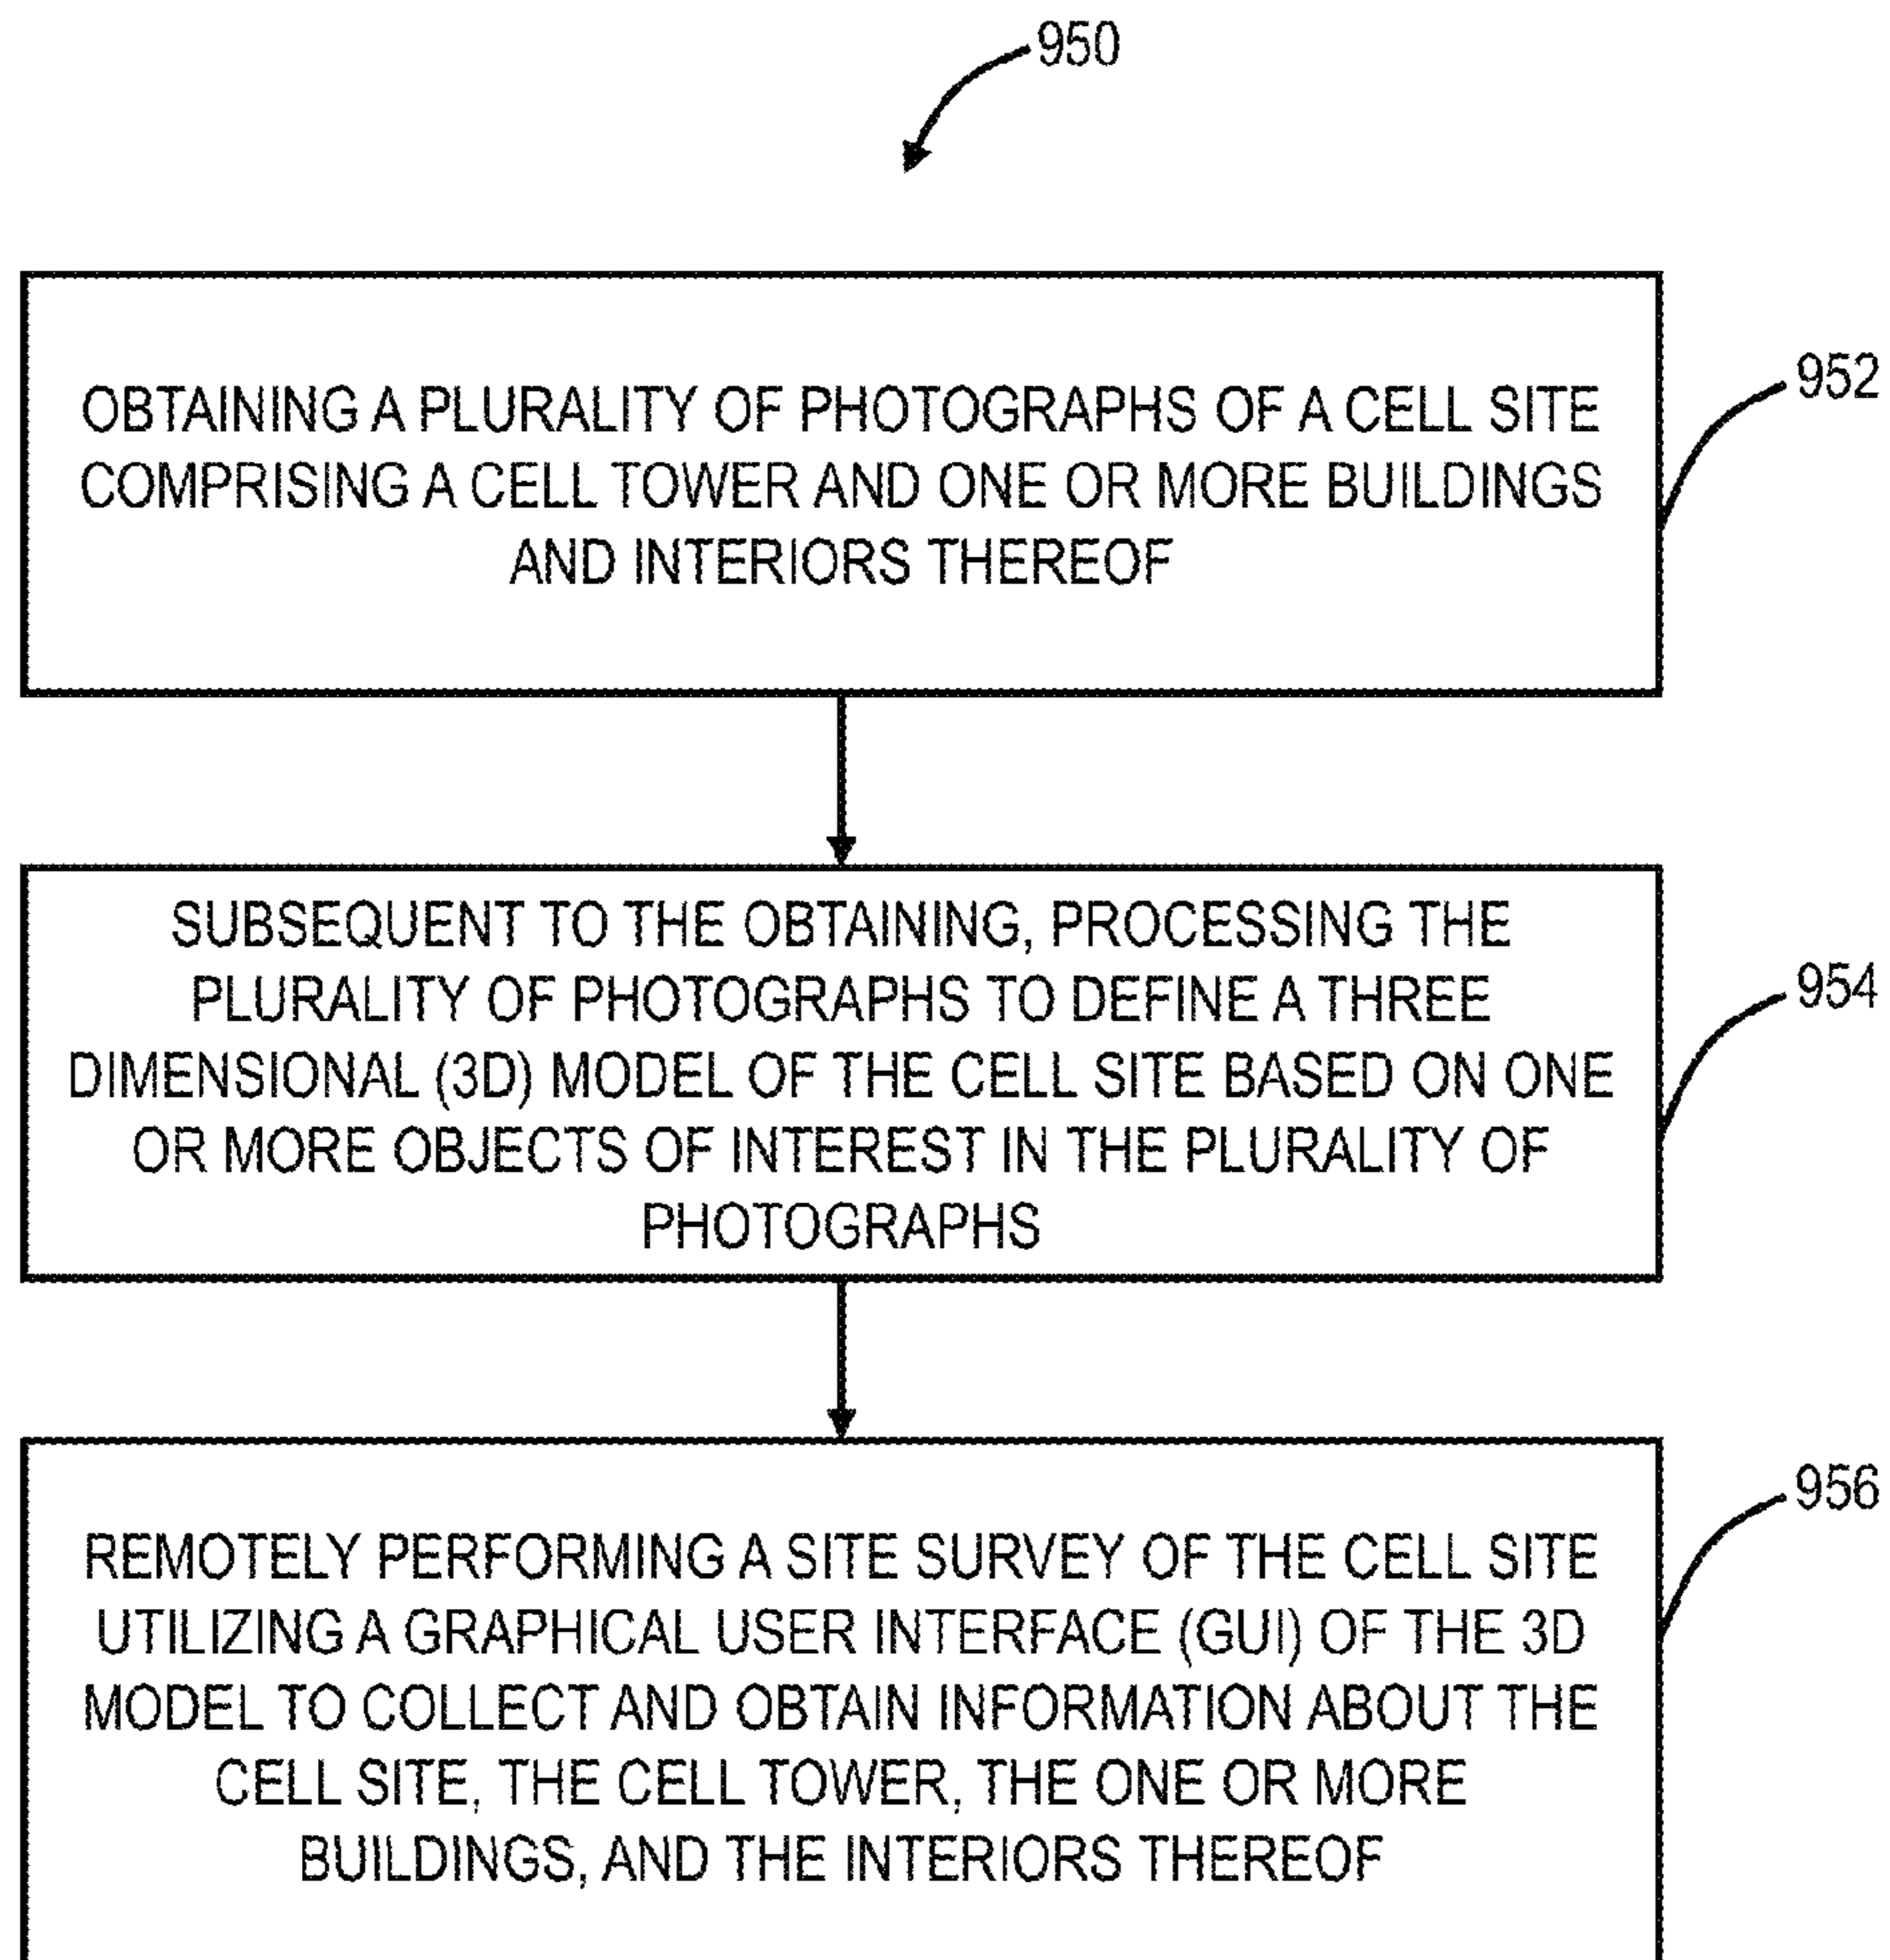 950
OBTAINING A PLURALITY OF PHOTOGRAPHS OF A CELL SITE
COMPRISING A CELL TOWER AND ONE OR MORE BUILDINGS
AND INTERIORS THEREOF
952
SUBSEQUENT TO THE OBTAINING, PROCESSING THE
PLURALITY OF PHOTOGRAPHS TO DEFINE A THREE
DIMENSIONAL (3D) MODEL OF THE CELL SITE BASED ON ONE
OR MORE OBJECTS OF INTEREST IN THE PLURALITY OF
PHOTOGRAPHS
954
REMOTELY PERFORMING A SITE SURVEY OF THE CELL SITE
UTILIZING A GRAPHICAL USER INTERFACE (GUI) OF THE 3D
MODEL TO COLLECT AND OBTAIN INFORMATION ABOUT THE
CELL SITE, THE CELL TOWER, THE ONE OR MORE
BUILDINGS, AND THE INTERIORS THEREOF
956